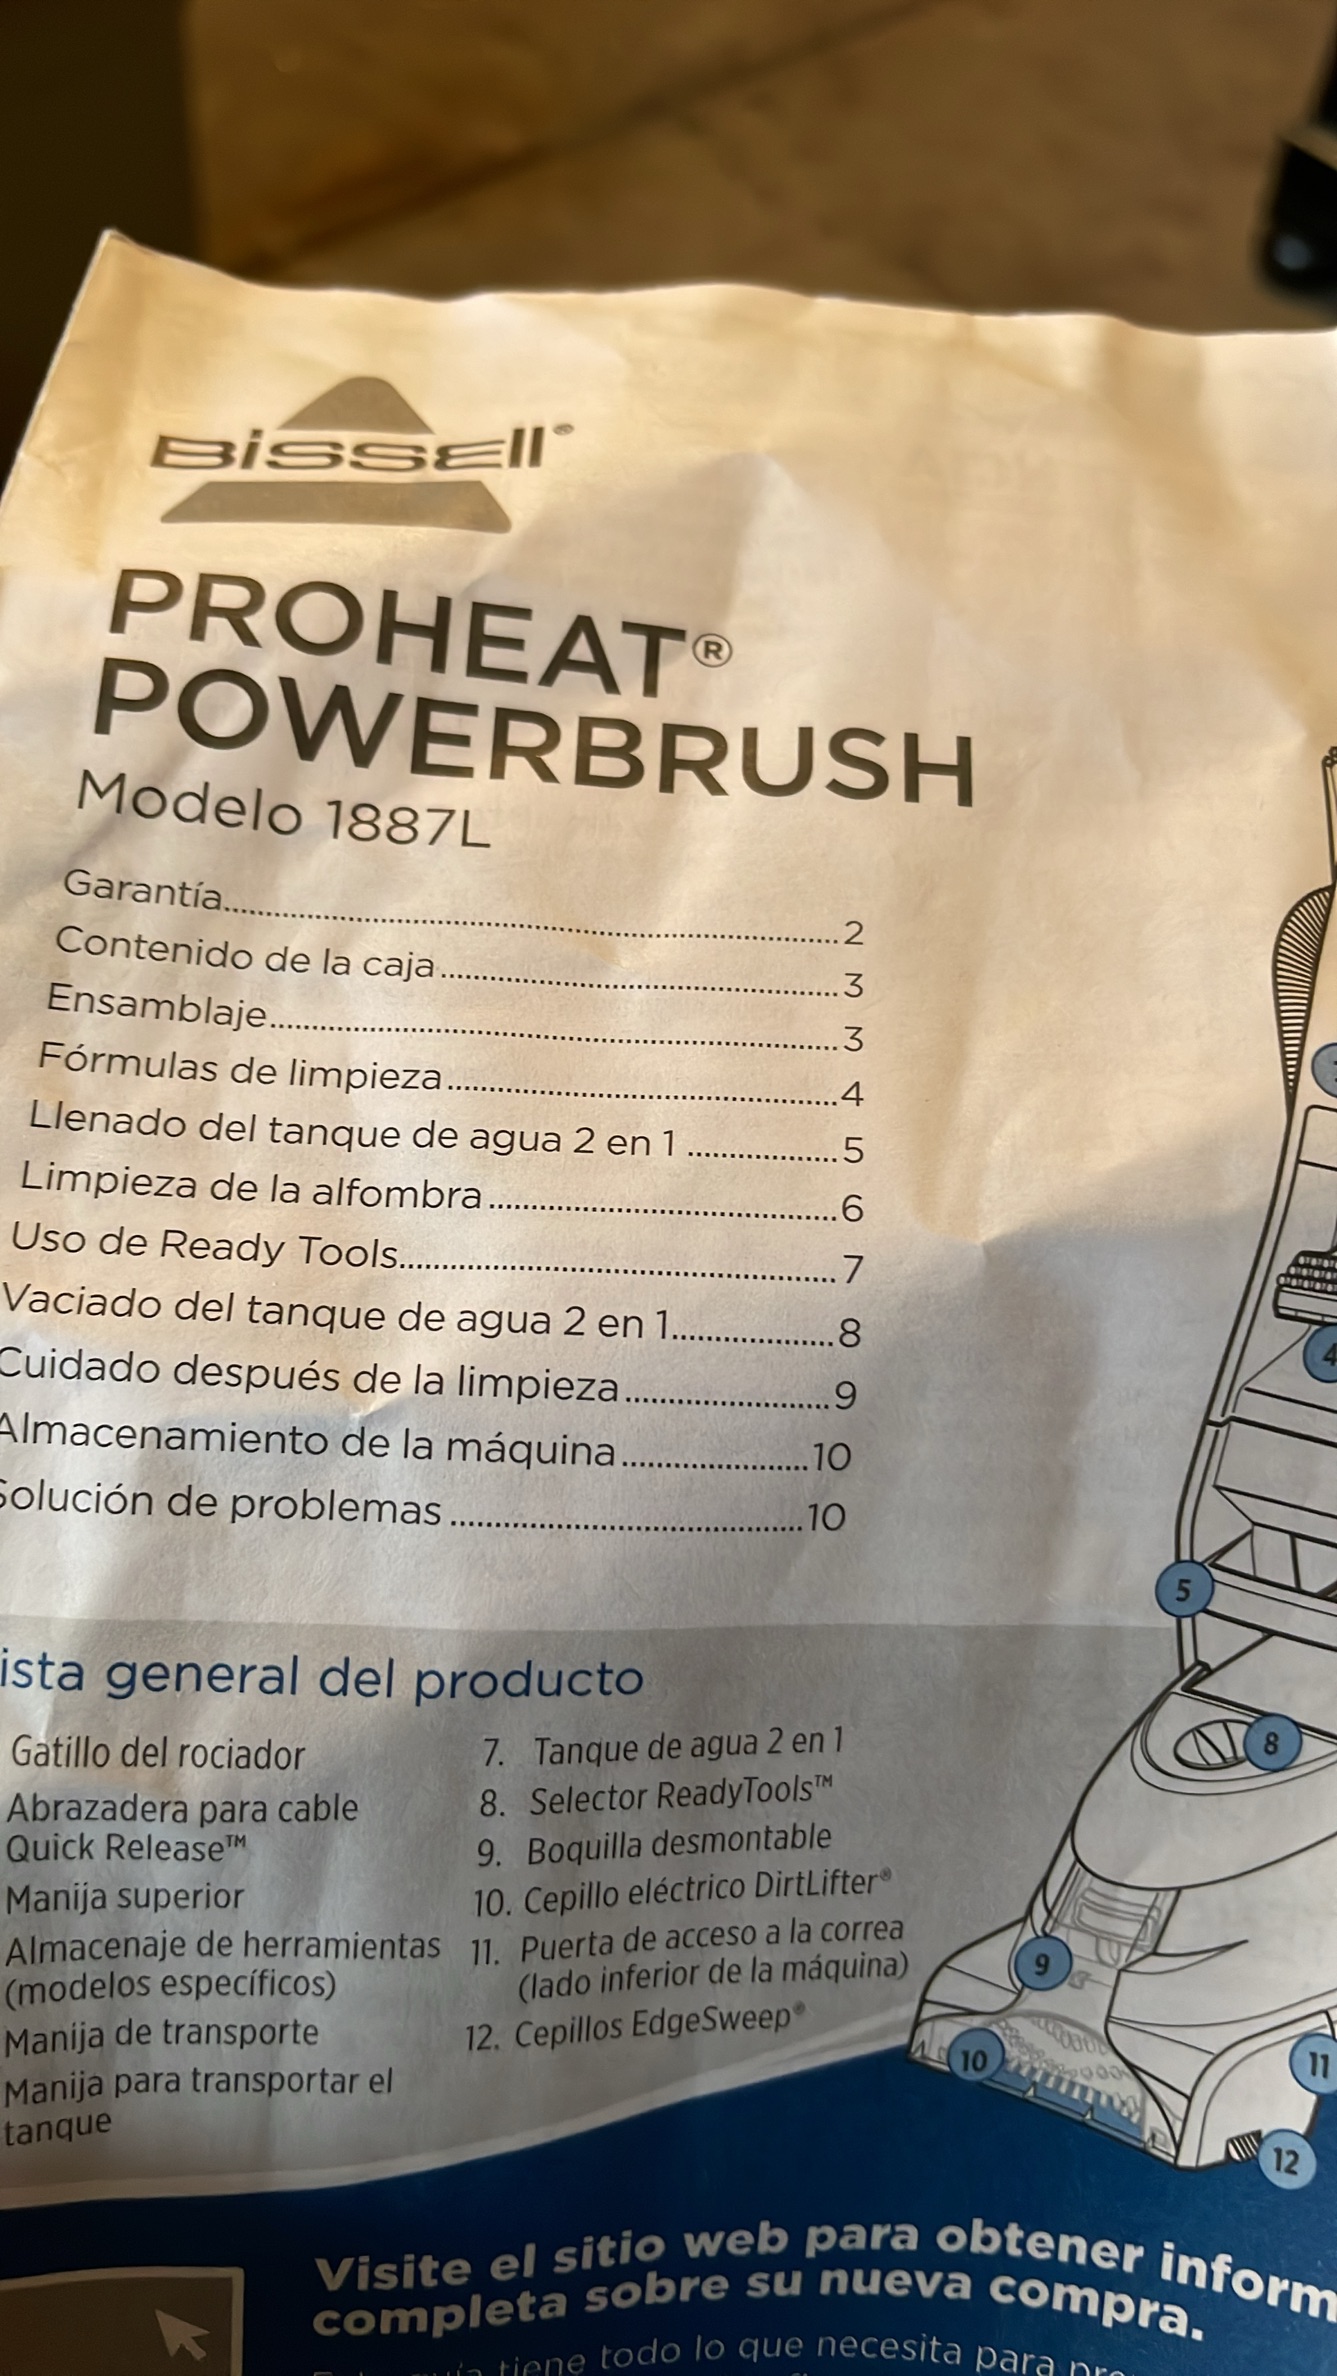 BISSELL®
PROHEAT®
POWERBRUSH
Modelo 1887L
Garantía.......... 2
Contenido de la caja.......... 3
Ensamblaje.......... 3
Fórmulas de limpieza.......... 4
Llenado del tanque de agua 2 en 1.......... 5
Limpieza de la alfombra.......... 6
Uso de Ready Tools.......... 7
Vaciado del tanque de agua 2 en 1.......... 8
Cuidado después de la limpieza.......... 9
Almacenamiento de la máquina.......... 10
Solución de problemas.......... 10
ista general del producto
Gatillo del rociador
Abrazadera para cable
Quick Release™
Manija superior
Almacenaje de herramientas
(modelos específicos)
Manija de transporte
Manija para transportar el
tanque
7. Tanque de agua 2 en 1
8. Selector ReadyTools™
9. Boquilla desmontable
10. Cepillo eléctrico DirtLifter®
11. Puerta de acceso a la correa
(lado inferior de la máquina)
12. Cepillos EdgeSweep®
4
5
8
9
10
11
12
Visite el sitio web para obtener inform
completa sobre su nueva compra.
tiene todo lo que necesita para